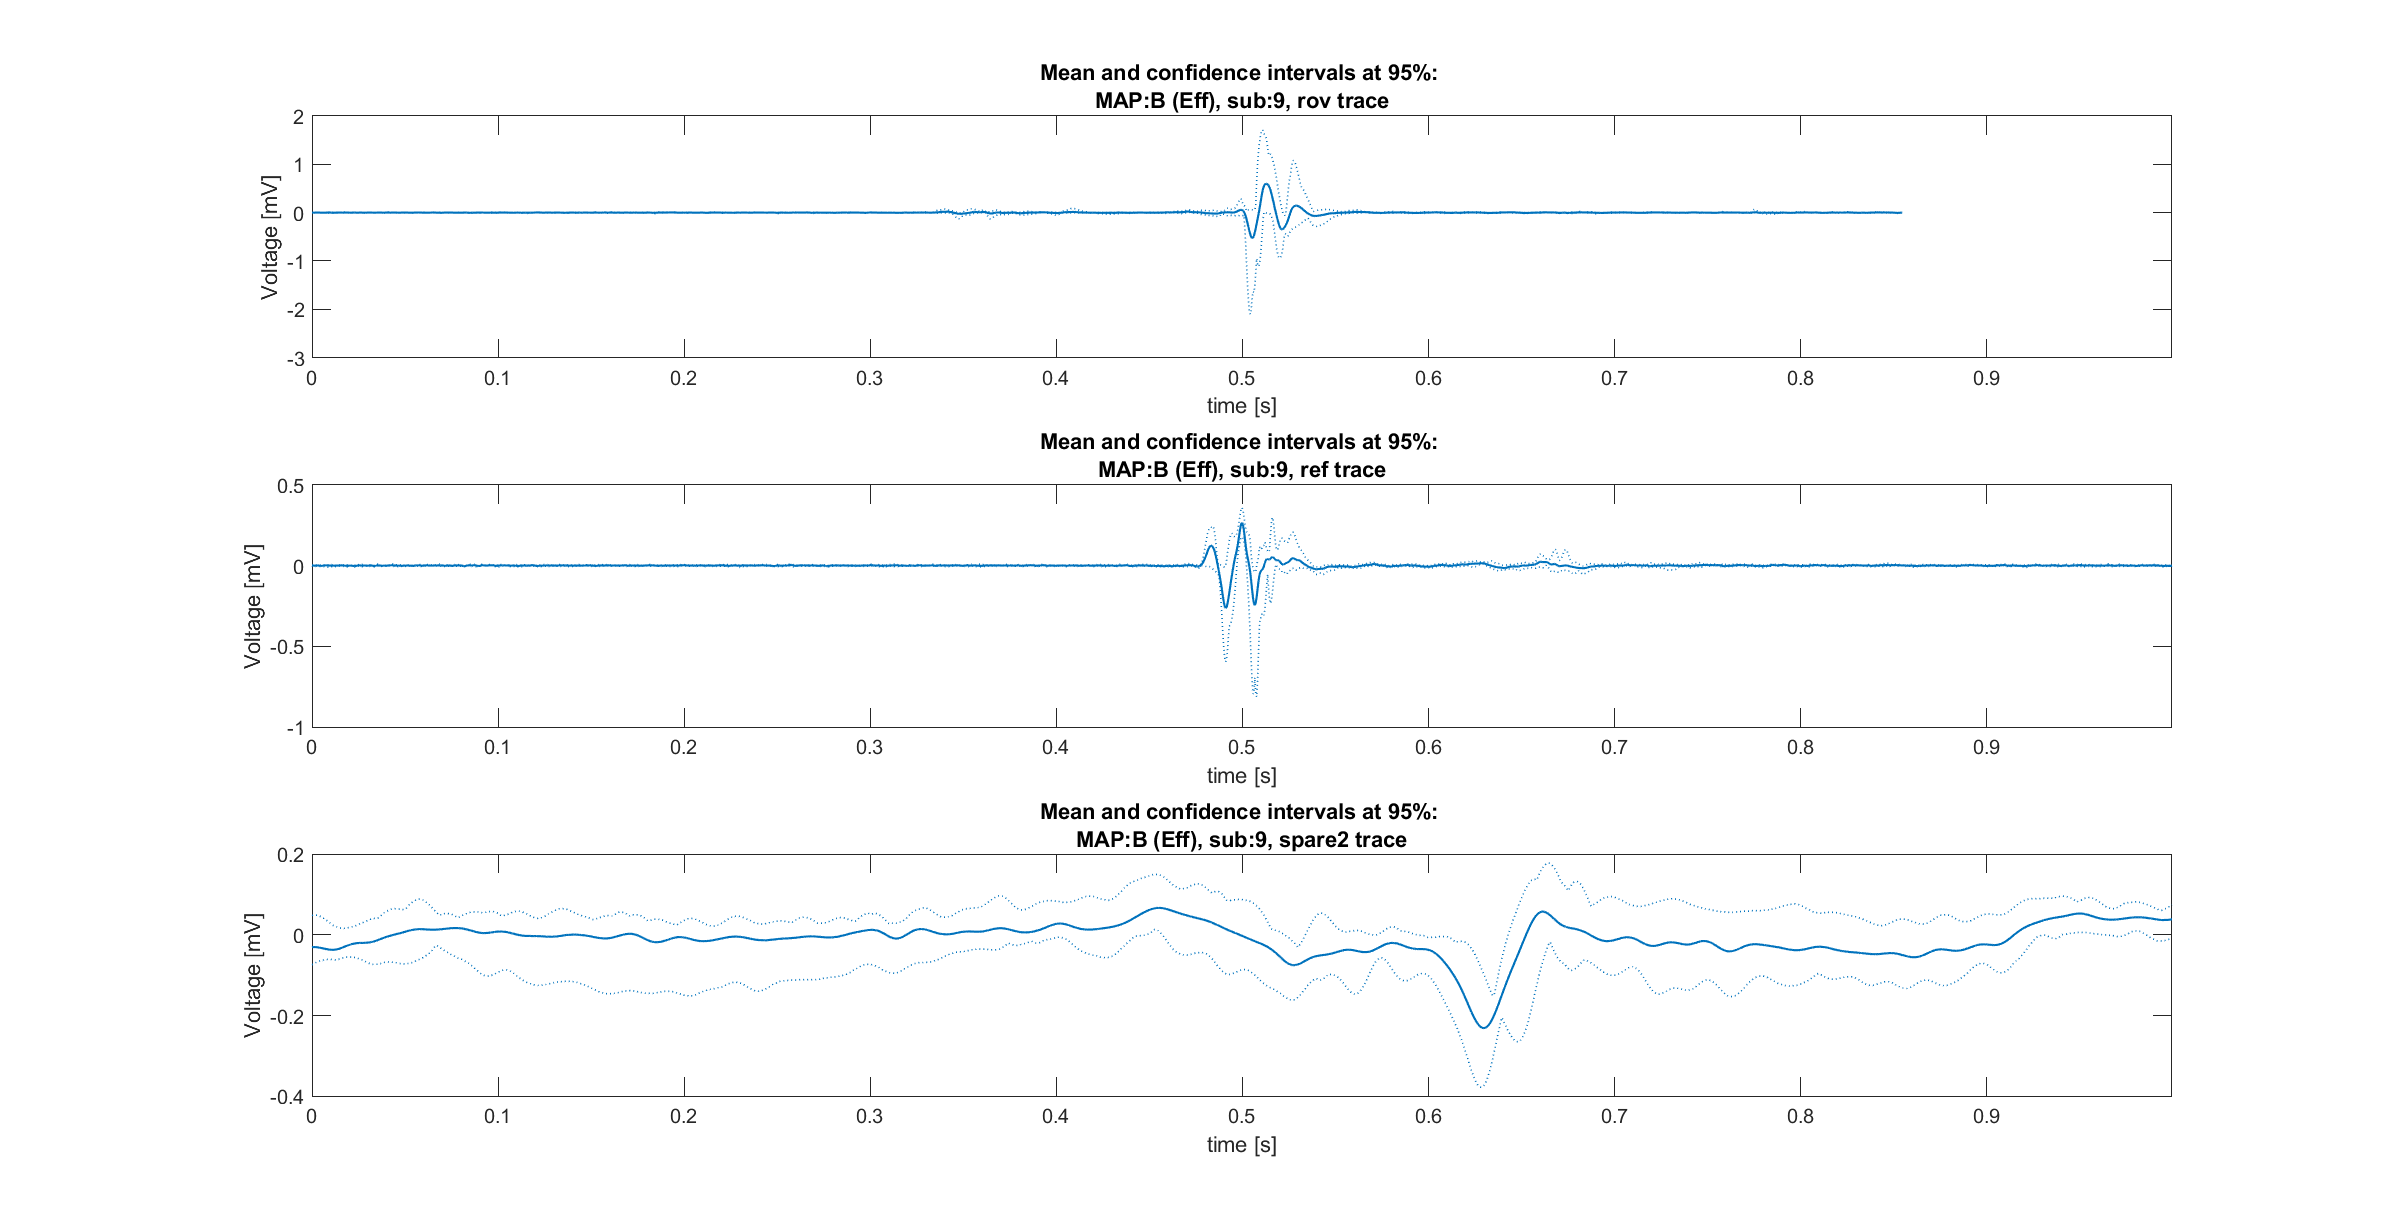 Mean and confidence intervals at 95%:
MAP:B (Eff), sub:9, rov trace
2
1
0
-1
-2
-3
Voltage [mV]
0 0.1 0.2 0.3 0.4 0.5 0.6 0.7 0.8 0.9
time [s]
Mean and confidence intervals at 95%:
MAP:B (Eff), sub:9, ref trace
0.5
0
-0.5
-1
Voltage [mV]
0 0.1 0.2 0.3 0.4 0.5 0.6 0.7 0.8 0.9
time [s]
Mean and confidence intervals at 95%:
MAP:B (Eff), sub:9, spare2 trace
0.2
0
-0.2
-0.4
Voltage [mV]
0 0.1 0.2 0.3 0.4 0.5 0.6 0.7 0.8 0.9
time [s]